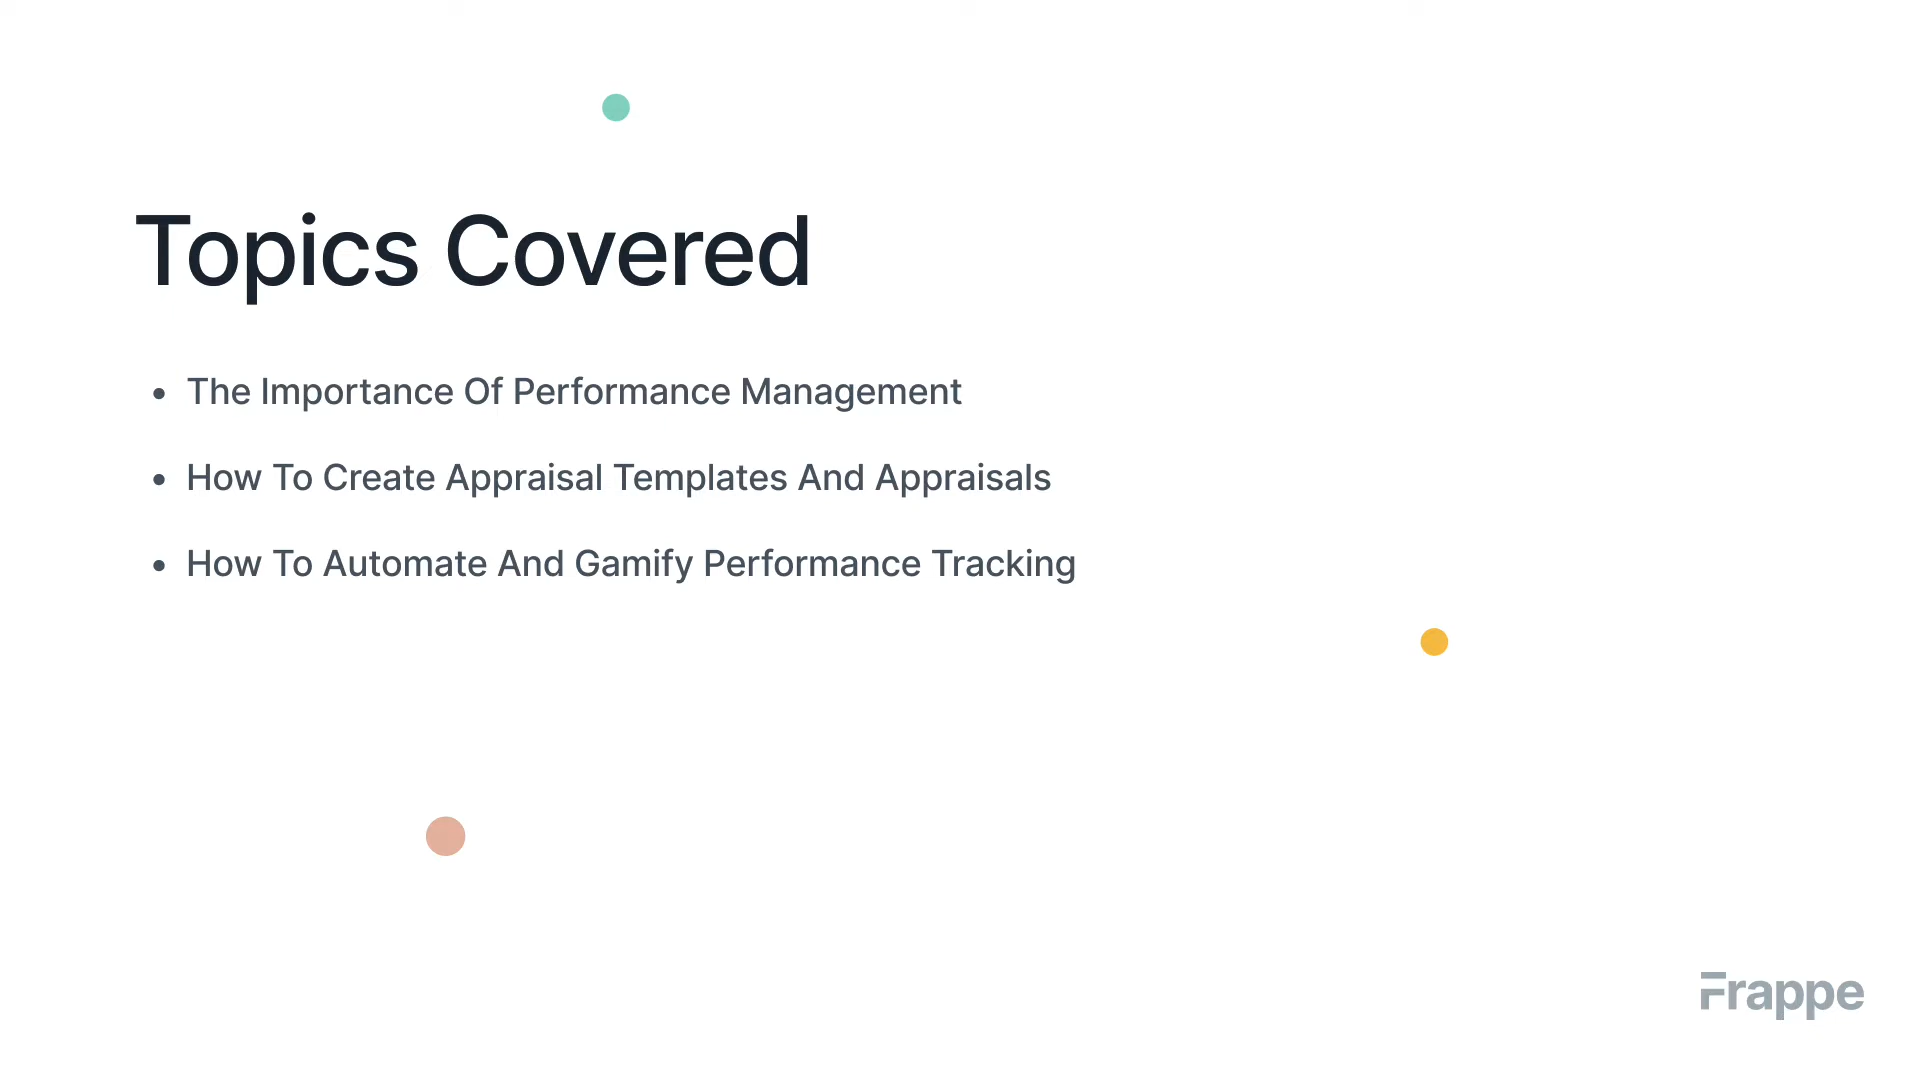 Topics Covered
• The Importance Of Performance Management
• How To Create Appraisal Templates And Appraisals
• How To Automate And Gamify Performance Tracking
Frappe